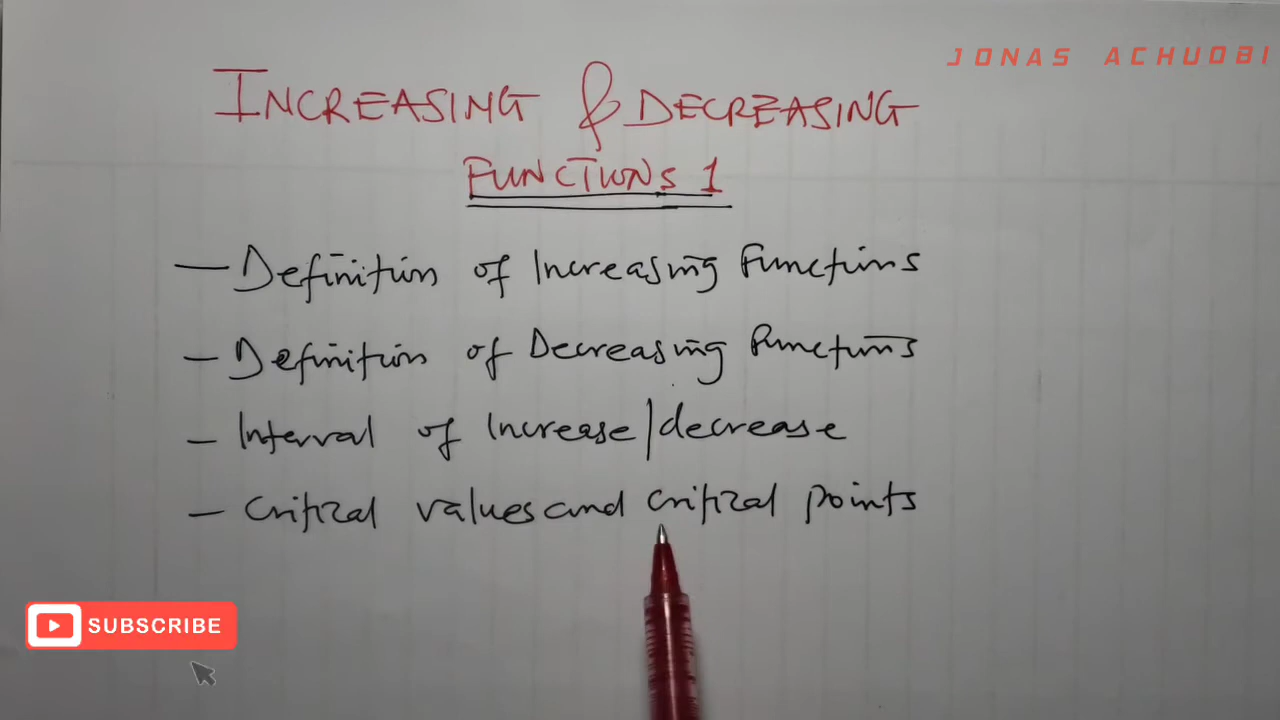 JONAS ACHUOBI
INCREASING & DECREASING
FUNCTIONS 1
— Definition of Increasing Functions
— Definition of Decreasing Functions
— Interval of Increase/decrease
— Critical values and critical points
SUBSCRIBE